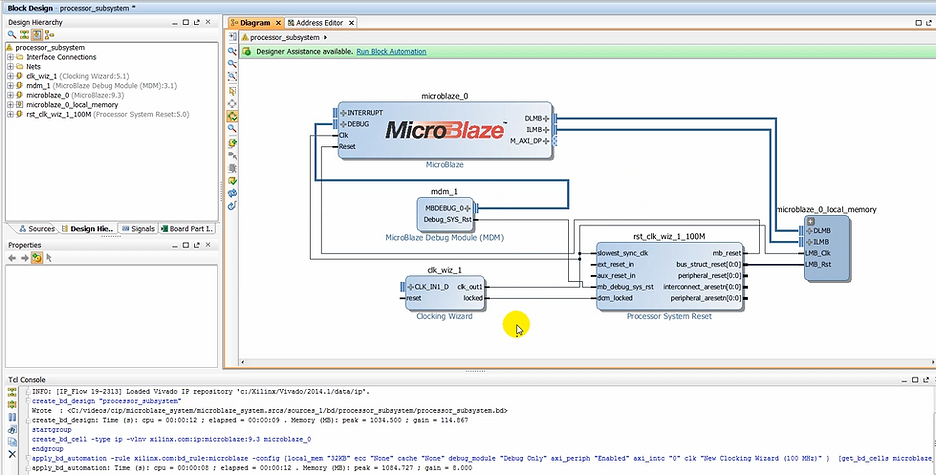 Block Design - processor_subsystem *
Design Hierarchy
processor_subsystem
Interface Connections
Nets
clk_wiz_1 (Clocking Wizard:5.1)
mdm_1 (MicroBlaze Debug Module (MDM):3.1)
microblaze_0 (MicroBlaze:9.3)
microblaze_0_local_memory
rst_clk_wiz_1_100M (Processor System Reset:5.0)
Sources
Design Hie...
Signals
Board Part I..
Properties
Diagram
Address Editor
processor_subsystem
Designer Assistance available. Run Block Automation
microblaze_0
INTERRUPT
DEBUG
Clk
Reset
MicroBlaze™
DLMB
ILMB
M_AXI_DP
MicroBlaze
mdm_1
MBDEBUG_0
Debug_SYS_Rst
MicroBlaze Debug Module (MDM)
clk_wiz_1
CLK_IN1_D
reset
clk_out1
locked
Clocking Wizard
rst_clk_wiz_1_100M
slowest_sync_clk
ext_reset_in
aux_reset_in
mb_debug_sys_rst
dcm_locked
mb_reset
bus_struct_reset[0:0]
peripheral_reset[0:0]
interconnect_aresetn[0:0]
peripheral_aresetn[0:0]
Processor System Reset
microblaze_0_local_memory
DLMB
ILMB
LMB_Clk
LMB_Rst
Tcl Console
INFO: [IP_Flow 19-2313] Loaded Vivado IP repository 'c:/Xilinx/Vivado/2014.1/data/ip'.
create_bd_design "processor_subsystem"
Wrote : <C:/videos/cip/microblaze_system/microblaze_system.srcs/sources_1/bd/processor_subsystem/processor_subsystem.bd>
create_bd_design: Time (s): cpu = 00:00:12 ; elapsed = 00:00:09 . Memory (MB): peak = 1034.500 ; gain = 114.867
startgroup
create_bd_cell -type ip -vlnv xilinx.com:ip:microblaze:9.3 microblaze_0
endgroup
apply_bd_automation -rule xilinx.com:bd_rule:microblaze -config {local_mem "32KB" ecc "None" cache "None" debug_module "Debug Only" axi_periph "Enabled" axi_intc "0" clk "New Clocking Wizard (100 MHz)" } [get_bd_cells microblaze_
apply_bd_automation: Time (s): cpu = 00:00:08 ; elapsed = 00:00:12 . Memory (MB): peak = 1084.727 ; gain = 8.000